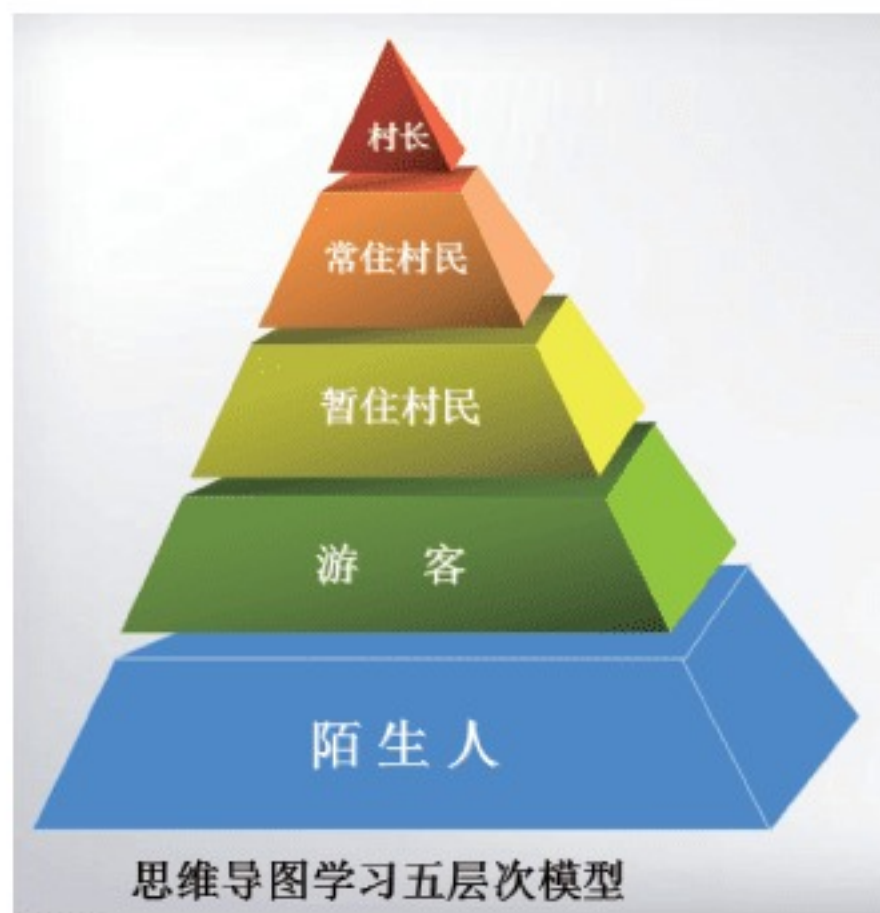 村长
常住村民
暂住村民
游 客
陌生人
思维导图学习五层次模型